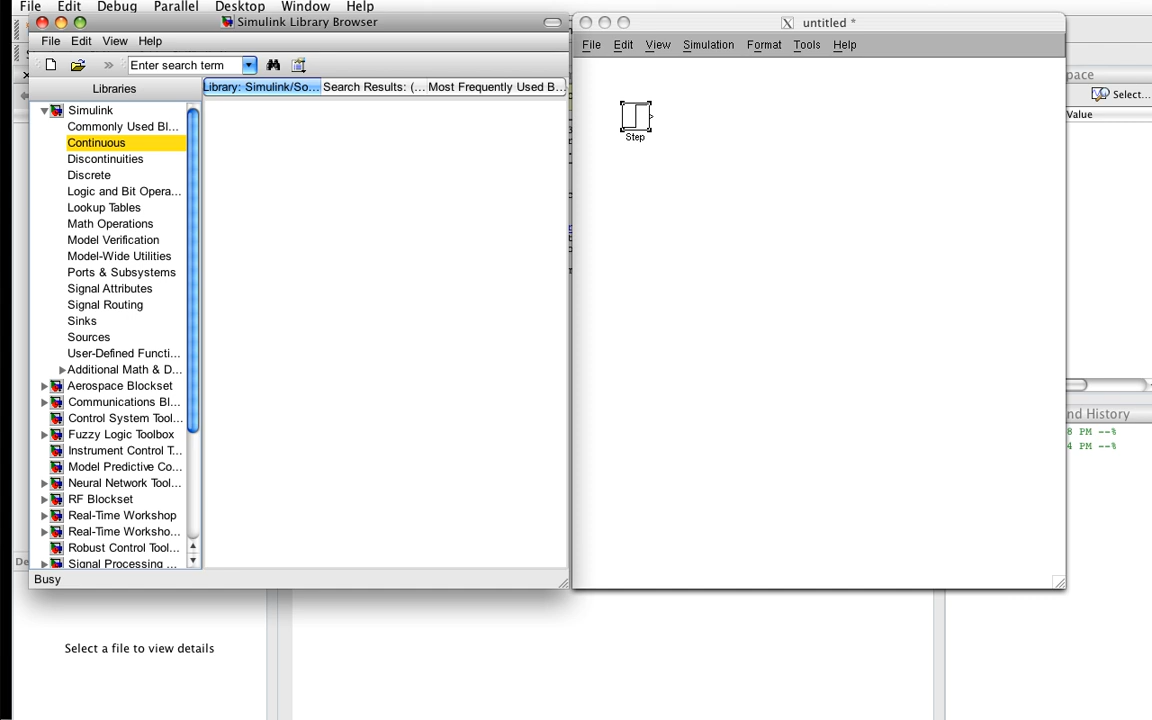 File Edit Debug Parallel Desktop Window Help
Simulink Library Browser
File Edit View Help
Enter search term
Libraries
Library: Simulink/So... Search Results: (... Most Frequently Used B...
Simulink
Commonly Used Bl...
Continuous
Discontinuities
Discrete
Logic and Bit Opera...
Lookup Tables
Math Operations
Model Verification
Model-Wide Utilities
Ports & Subsystems
Signal Attributes
Signal Routing
Sinks
Sources
User-Defined Functi...
Additional Math & D...
Aerospace Blockset
Communications Bl...
Control System Tool...
Fuzzy Logic Toolbox
Instrument Control T...
Model Predictive Co...
Neural Network Tool...
RF Blockset
Real-Time Workshop
Real-Time Worksho...
Robust Control Tool...
Signal Processing ...
Busy
untitled *
File Edit View Simulation Format Tools Help
Step
pace
Select...
Value
nd History
8 PM --%
4 PM --%
De
Select a file to view details